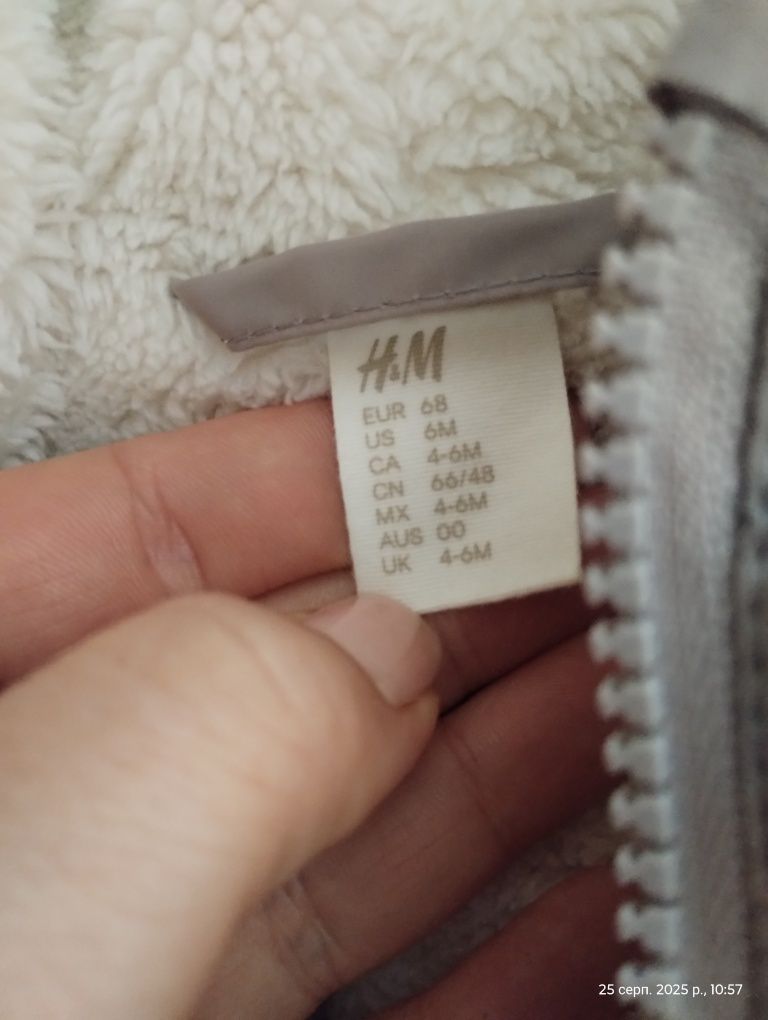 H&M
EUR 68
US 6M
CA 4-6M
CN 66/48
MX 4-6M
AUS 00
UK 4-6M
25 серп. 2025 р., 10:57